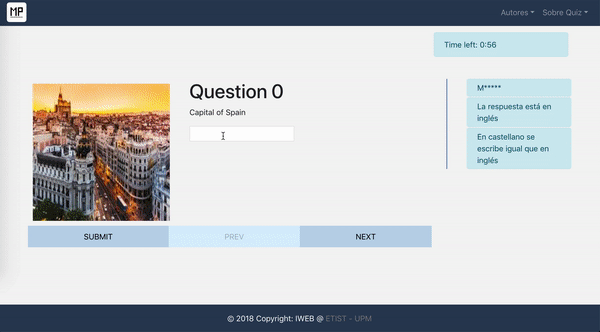 MP
Autores
Sobre Quiz
Time left: 0:56
Question 0
Capital of Spain
M*****
La respuesta está en
inglés
En castellano se
escribe igual que en
inglés
SUBMIT
PREV
NEXT
© 2018 Copyright: IWEB @ ETIST - UPM